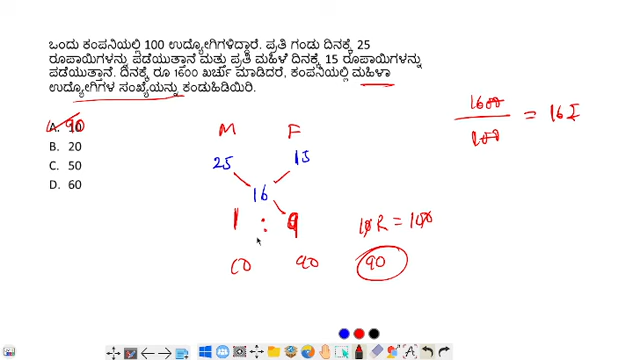 ಒಂದು ಕಂಪನಿಯಲ್ಲಿ 100 ಉದ್ಯೋಗಿಗಳಿದ್ದಾರೆ. ಪ್ರತಿ ಗಂಡು ದಿನಕ್ಕೆ 25
ರೂಪಾಯಿಗಳನ್ನು ಪಡೆಯುತ್ತಾನೆ ಮತ್ತು ಪ್ರತಿ ಮಹಿಳೆ ದಿನಕ್ಕೆ 15 ರೂಪಾಯಿಗಳನ್ನು
ಪಡೆಯುತ್ತಾನೆ. ದಿನಕ್ಕೆ ರೂ 1600 ಖರ್ಚು ಮಾಡಿದರೆ, ಕಂಪನಿಯಲ್ಲಿ ಮಹಿಳಾ
ಉದ್ಯೋಗಿಗಳ ಸಂಖ್ಯೆಯನ್ನು ಕಂಡುಹಿಡಿಯಿರಿ.
1600
100 = 16
A. 10 90
B. 20
C. 50
D. 60
M F
25 15
16
1 : 9
10R = 100
10 90 90